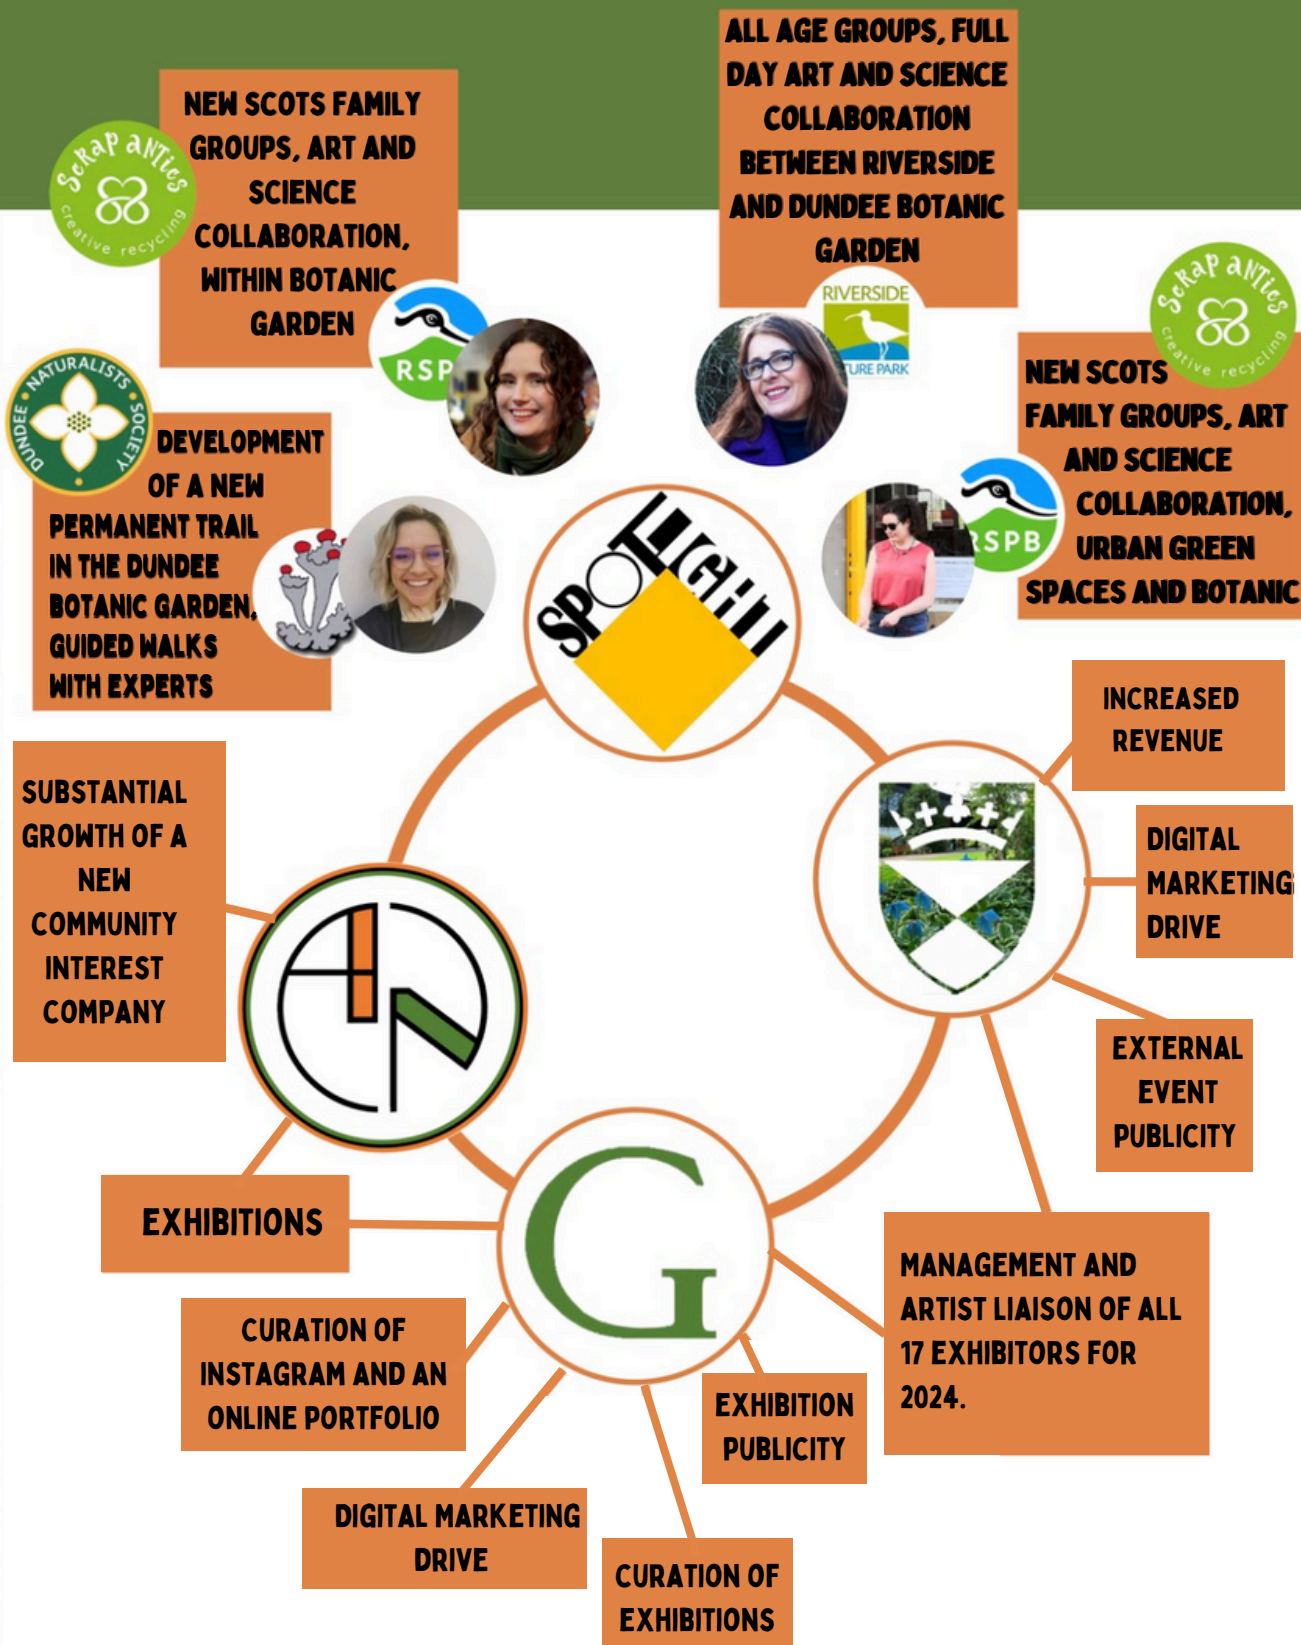 NEW SCOTS FAMILY
GROUPS, ART AND
SCIENCE
COLLABORATION,
WITHIN BOTANIC
GARDEN
SCRAP ANTICS
creative recycling
RSP
ALL AGE GROUPS, FULL
DAY ART AND SCIENCE
COLLABORATION
BETWEEN RIVERSIDE
AND DUNDEE BOTANIC
GARDEN
RIVERSIDE
TURE PARK
SCRAP ANTICS
creative recycling
NEW SCOTS
FAMILY GROUPS, ART
AND SCIENCE
COLLABORATION,
URBAN GREEN
SPACES AND BOTANIC
RSPB
DUNDEE • NATURALISTS • SOCIETY
DEVELOPMENT
OF A NEW
PERMANENT TRAIL
IN THE DUNDEE
BOTANIC GARDEN,
GUIDED WALKS
WITH EXPERTS
SPOTLIGHT
INCREASED
REVENUE
DIGITAL
MARKETING
DRIVE
EXTERNAL
EVENT
PUBLICITY
SUBSTANTIAL
GROWTH OF A
NEW
COMMUNITY
INTEREST
COMPANY
EXHIBITIONS
G
MANAGEMENT AND
ARTIST LIAISON OF ALL
17 EXHIBITORS FOR
2024.
CURATION OF
INSTAGRAM AND AN
ONLINE PORTFOLIO
EXHIBITION
PUBLICITY
DIGITAL MARKETING
DRIVE
CURATION OF
EXHIBITIONS